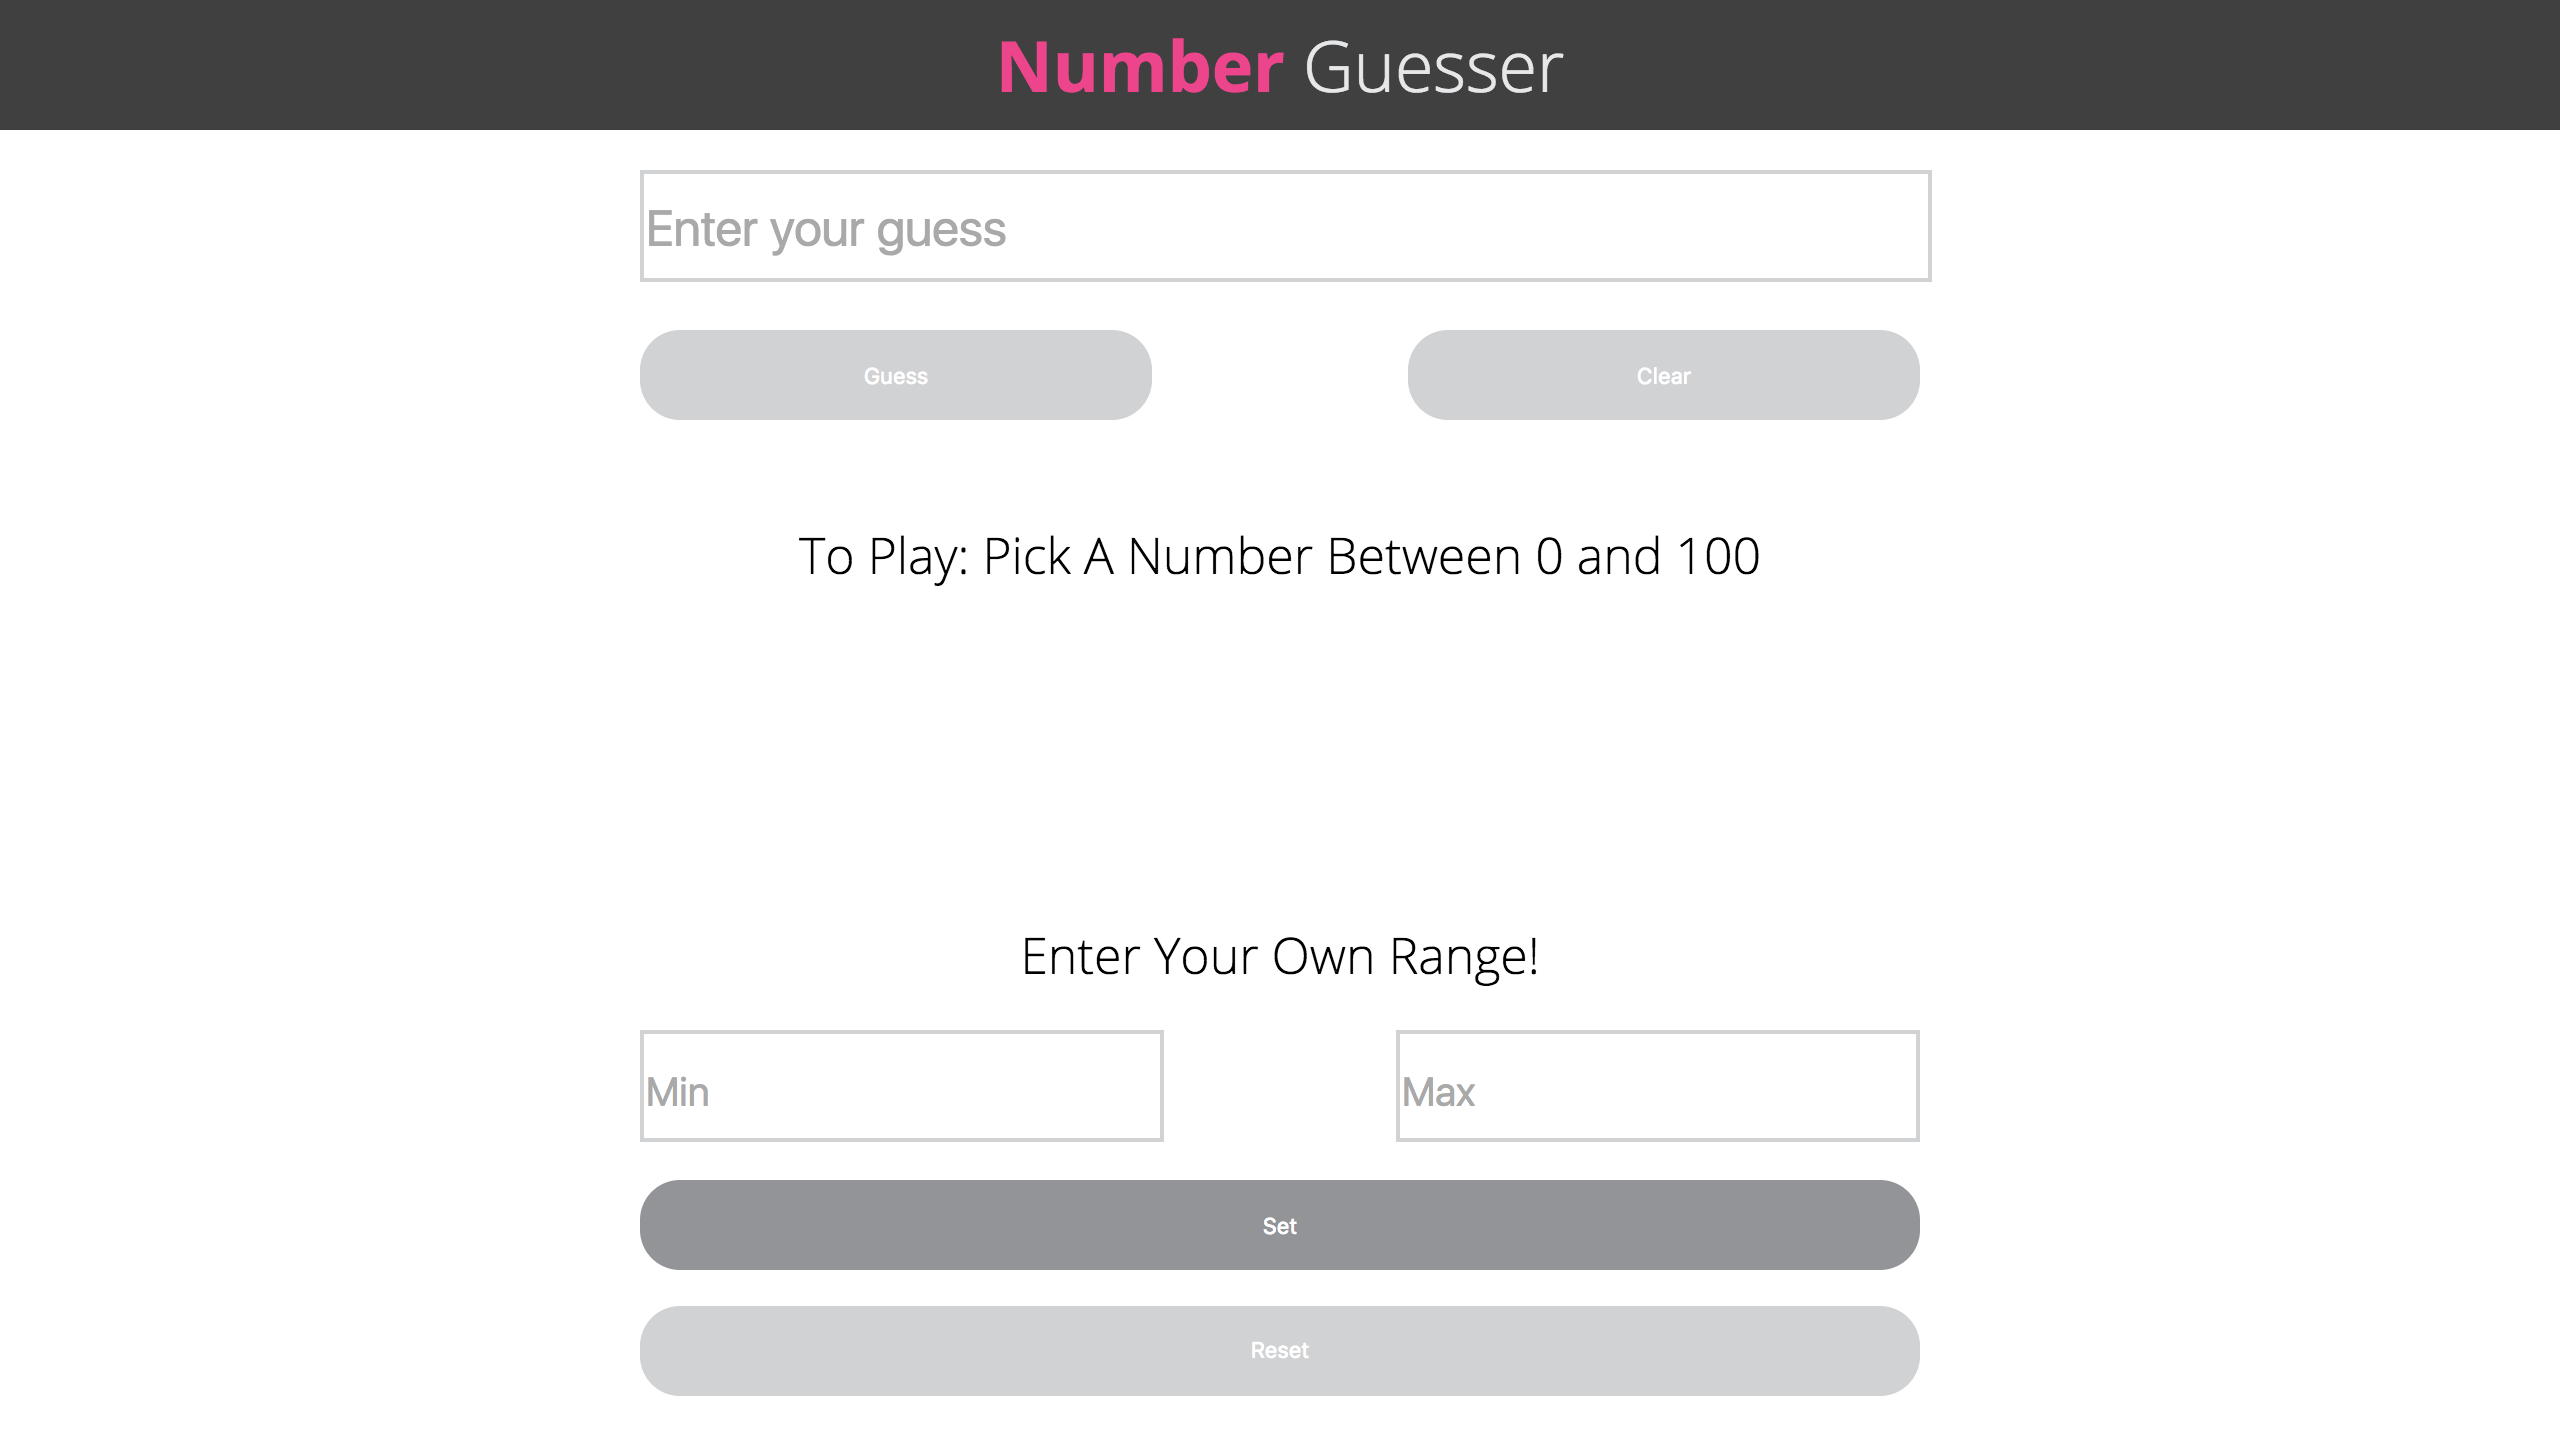 Number Guesser
Enter your guess
Guess
Clear
To Play: Pick A Number Between 0 and 100
Enter Your Own Range!
Min
Max
Set
Reset